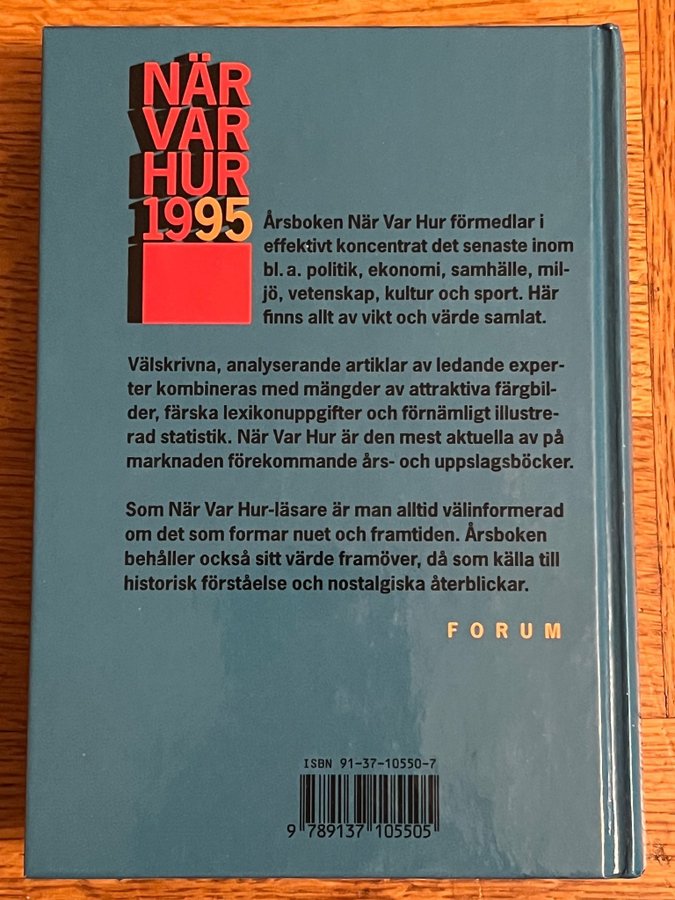 NÄR
VAR
HUR
1995
Årsboken När Var Hur förmedlar i
effektivt koncentrat det senaste inom
bl. a. politik, ekonomi, samhälle, mil-
jö, vetenskap, kultur och sport. Här
finns allt av vikt och värde samlat.
Välskrivna, analyserande artiklar av ledande exper-
ter kombineras med mängder av attraktiva färgbil-
der, färska lexikonuppgifter och förnämligt illustre-
rad statistik. När Var Hur är den mest aktuella av på
marknaden förekommande års- och uppslagsböcker.
Som När Var Hur-läsare är man alltid välinformerad
om det som formar nuet och framtiden. Årsboken
behåller också sitt värde framöver, då som källa till
historisk förståelse och nostalgiska återblickar.
FORUM
ISBN 91-37-10550-7
9 789137 105505